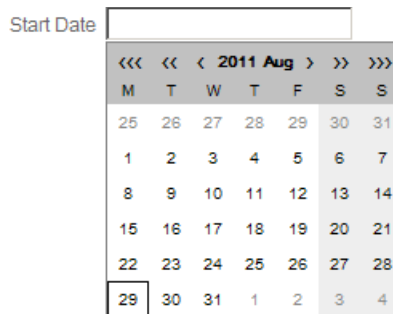 Start Date
‹‹‹ ‹‹ ‹ 2011 Aug › ›› ›››
M T W T F S S
25 26 27 28 29 30 31
1 2 3 4 5 6 7
8 9 10 11 12 13 14
15 16 17 18 19 20 21
22 23 24 25 26 27 28
29 30 31 1 2 3 4